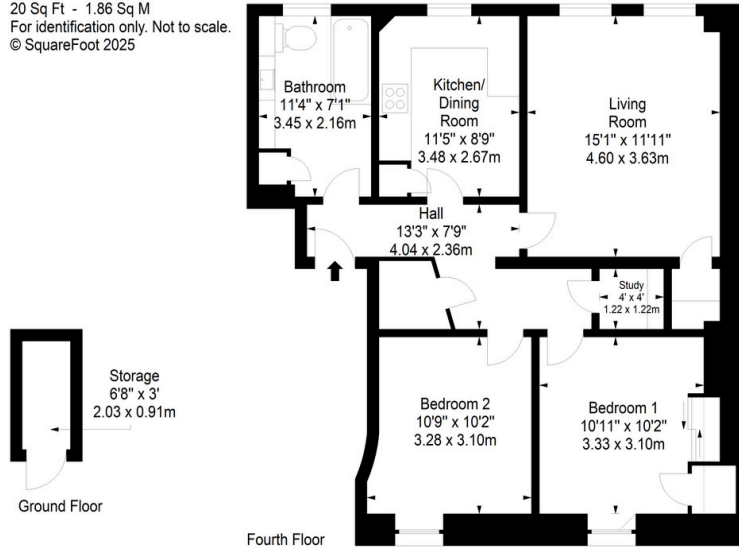 20 Sq Ft - 1.86 Sq M
For identification only. Not to scale.
© SquareFoot 2025
Bathroom
11'4" x 7'1"
3.45 x 2.16m
Kitchen/
Dining
Room
11'5" x 8'9"
3.48 x 2.67m
Living
Room
15'1" x 11'11"
4.60 x 3.63m
Hall
13'3" x 7'9"
4.04 x 2.36m
Study
4' x 4'
1.22 x 1.22m
Storage
6'8" x 3'
2.03 x 0.91m
Bedroom 2
10'9" x 10'2"
3.28 x 3.10m
Bedroom 1
10'11" x 10'2"
3.33 x 3.10m
Ground Floor
Fourth Floor